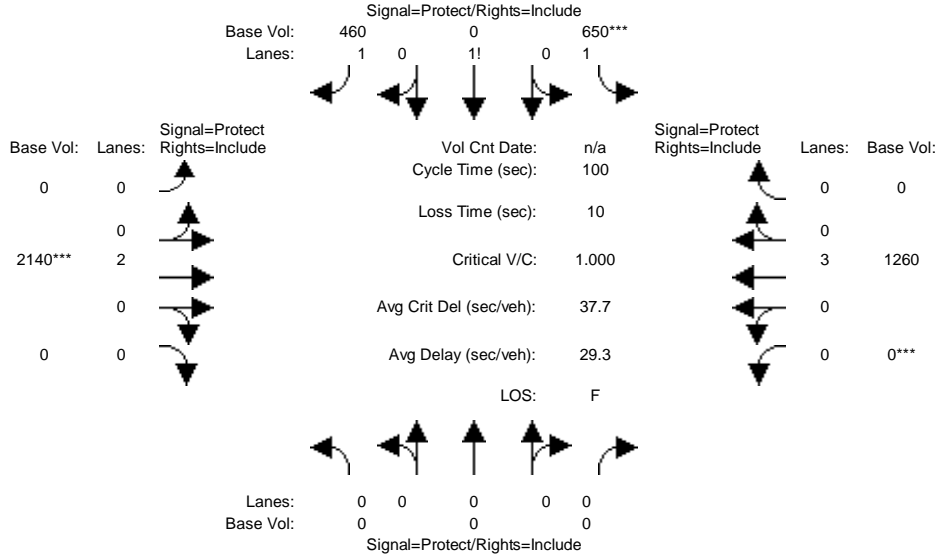 Signal=Protect/Rights=Include
Base Vol: 460 0 650***
Lanes: 1 0 1! 0 1
Signal=Protect Signal=Protect
Base Vol: Lanes: Rights=Include Vol Cnt Date: n/a Rights=Include Lanes: Base Vol:
Cycle Time (sec): 100
0 0 0 0
Loss Time (sec): 10
0 0
2140*** 2 Critical V/C: 1.000 3 1260
0 Avg Crit Del (sec/veh): 37.7 0
0 0 Avg Delay (sec/veh): 29.3 0 0***
LOS: F
Lanes: 0 0 0 0 0
Base Vol: 0 0 0
Signal=Protect/Rights=Include